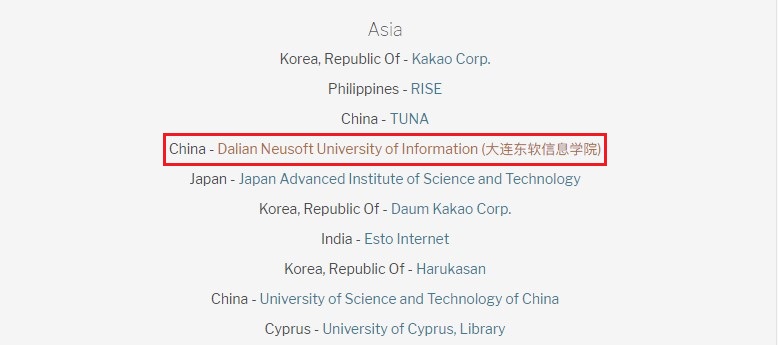 Asia
Korea, Republic Of - Kakao Corp.
Philippines - RISE
China - TUNA
China - Dalian Neusoft University of Information (大连东软信息学院)
Japan - Japan Advanced Institute of Science and Technology
Korea, Republic Of - Daum Kakao Corp.
India - Esto Internet
Korea, Republic Of - Harukasan
China - University of Science and Technology of China
Cyprus - University of Cyprus, Library